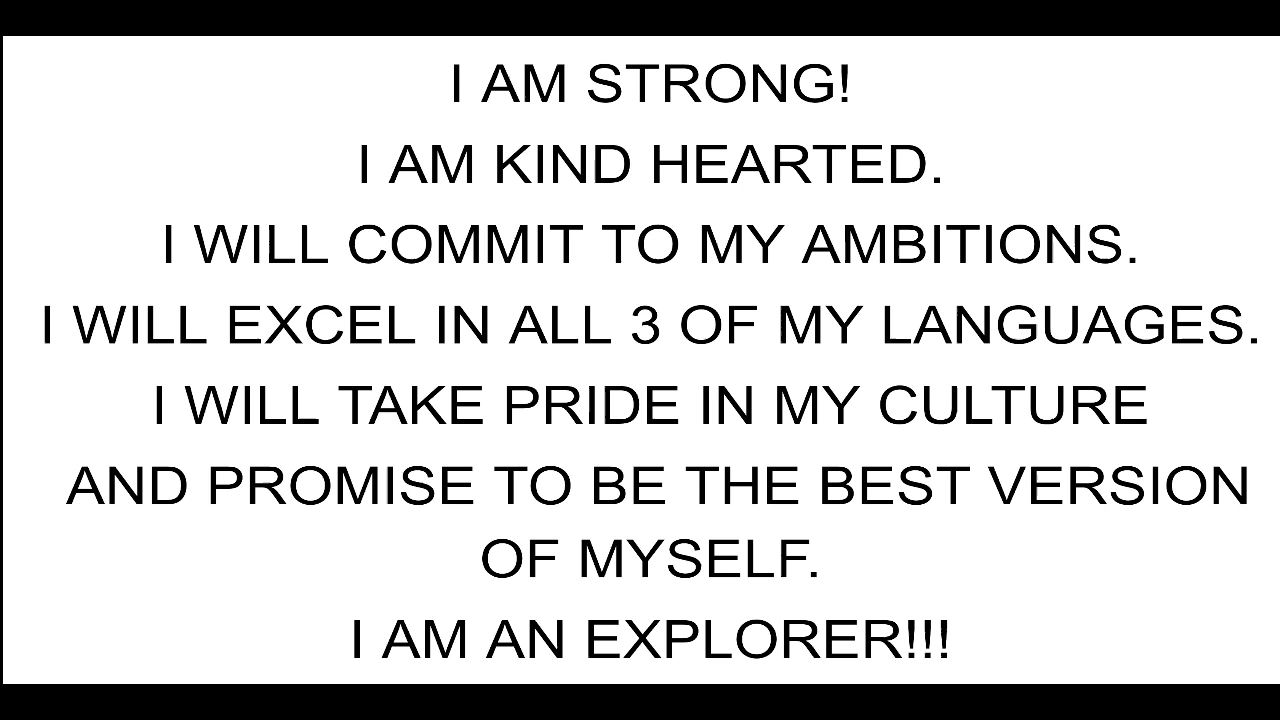 I AM STRONG!
I AM KIND HEARTED.
I WILL COMMIT TO MY AMBITIONS.
I WILL EXCEL IN ALL 3 OF MY LANGUAGES.
I WILL TAKE PRIDE IN MY CULTURE
AND PROMISE TO BE THE BEST VERSION
OF MYSELF.
I AM AN EXPLORER!!!